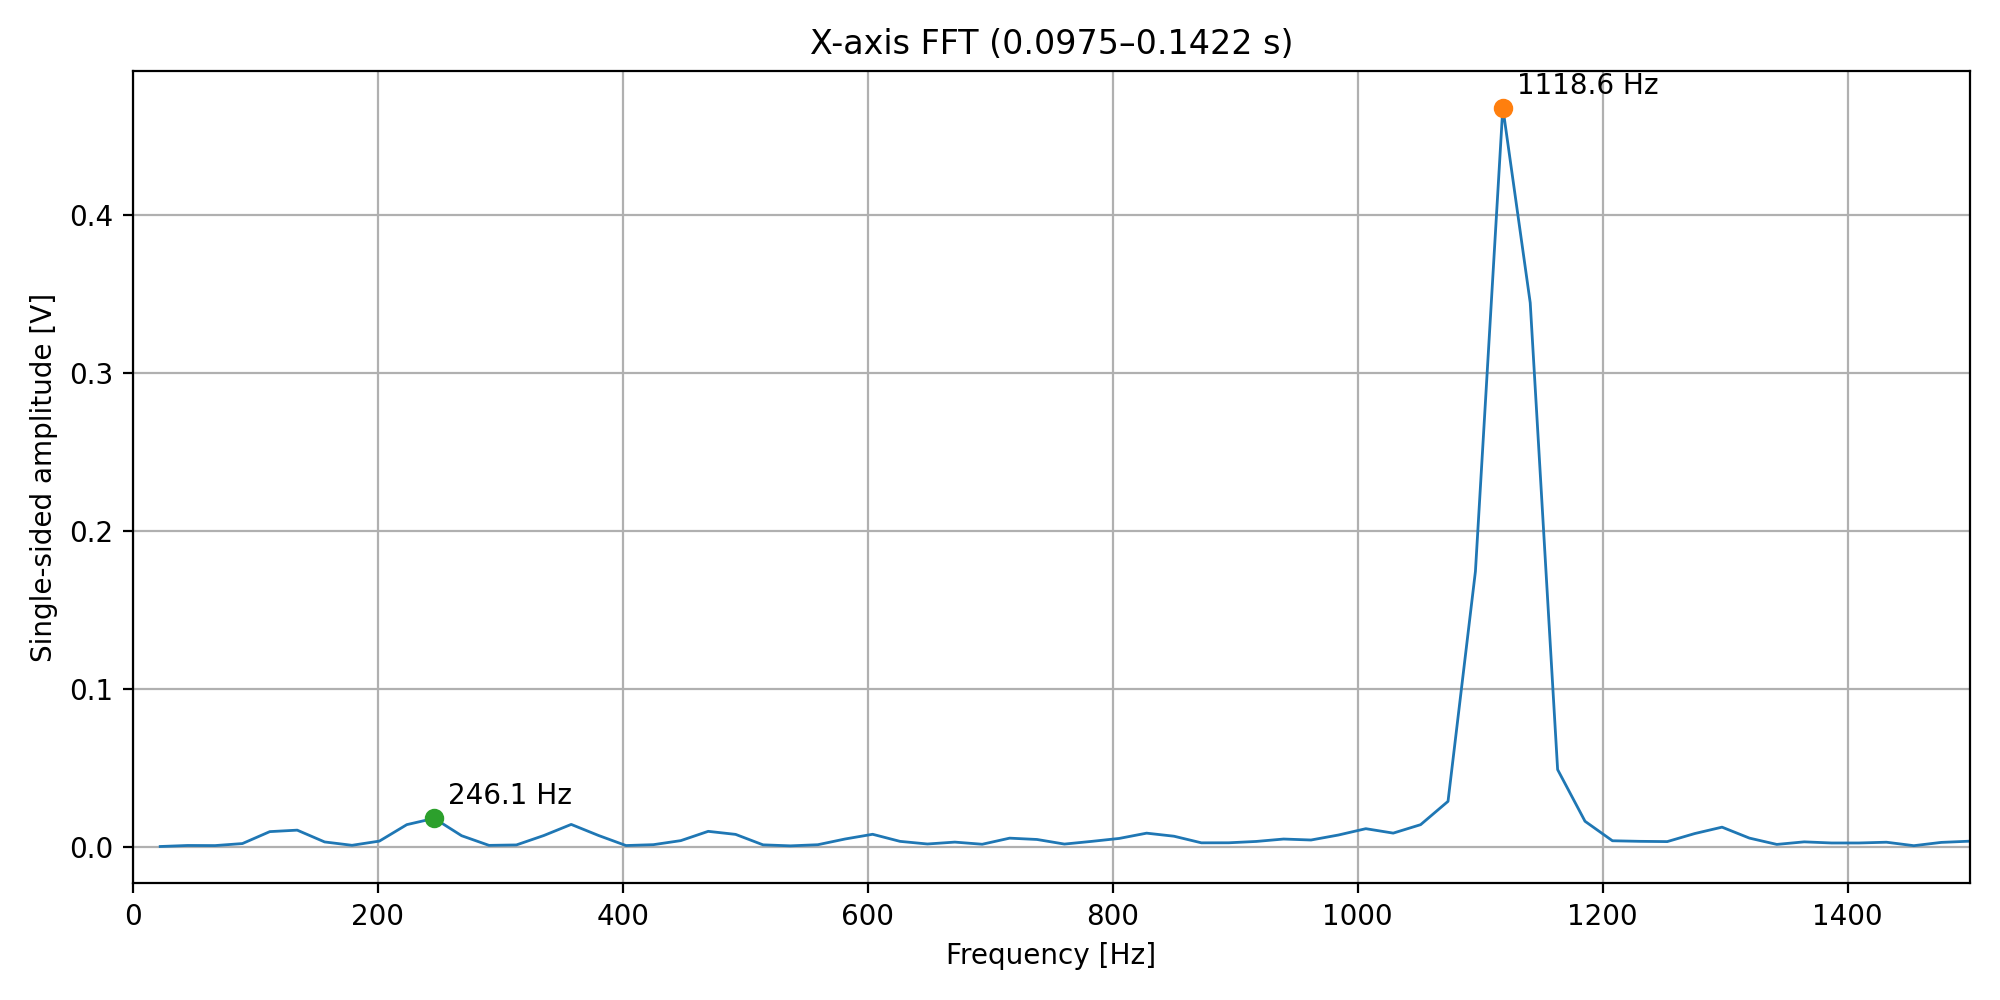 X-axis FFT (0.0975–0.1422 s)
1118.6 Hz
0.4
0.3
0.2
0.1
0.0
Single-sided amplitude [V]
246.1 Hz
0 200 400 600 800 1000 1200 1400
Frequency [Hz]